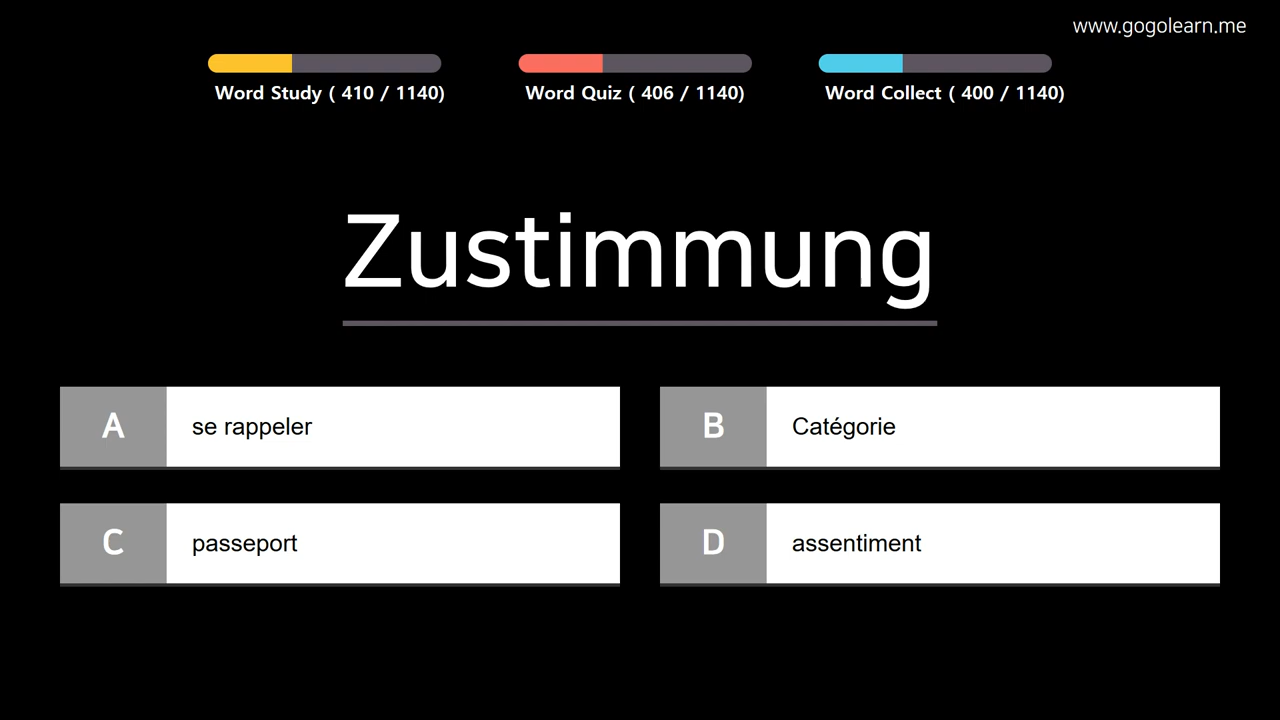 www.gogolearn.me
Word Study ( 410 / 1140)
Word Quiz ( 406 / 1140)
Word Collect ( 400 / 1140)
Zustimmung
A se rappeler
B Catégorie
C passeport
D assentiment